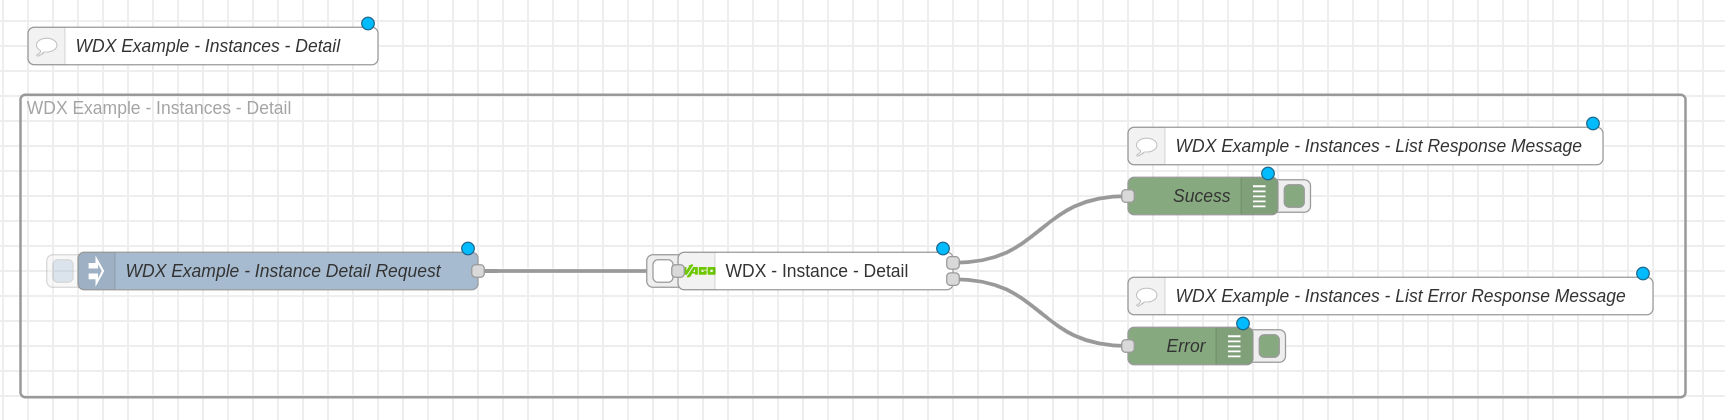 WDX Example - Instances - Detail
WDX Example - Instances - Detail
WDX Example - Instances - List Response Message
Sucess
WDX Example - Instance Detail Request
WAGO
WDX - Instance - Detail
WDX Example - Instances - List Error Response Message
Error